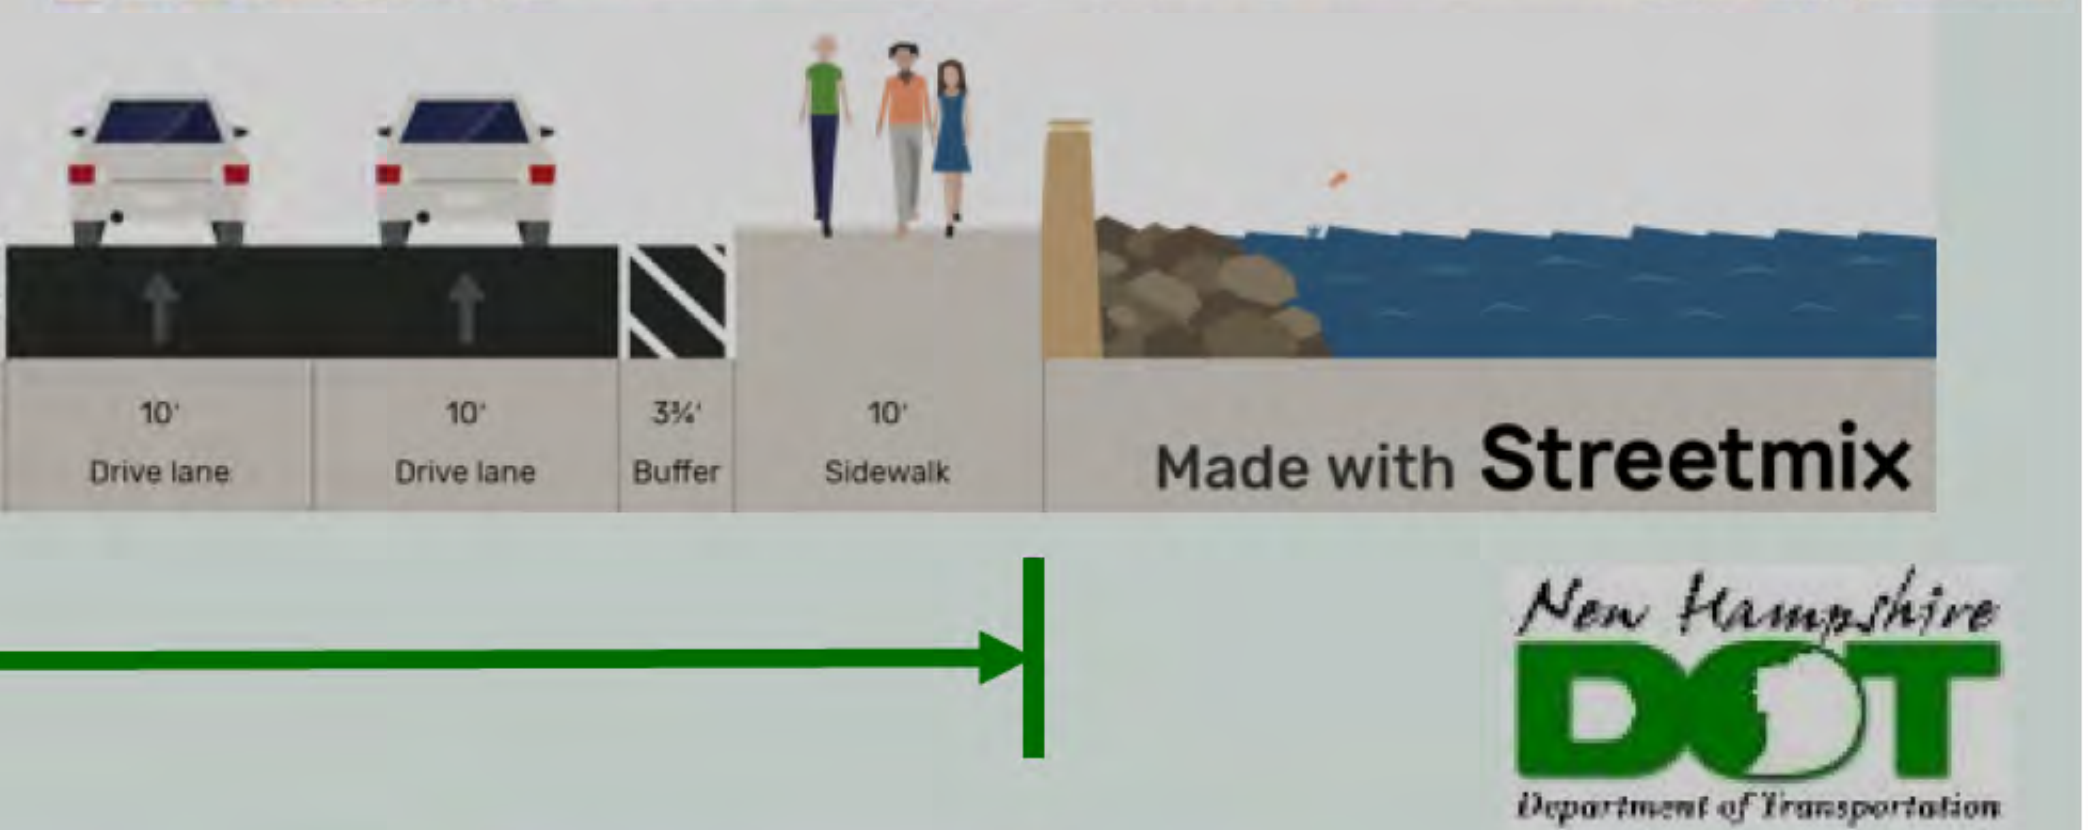 10' 10' 3¾' 10'
Drive lane Drive lane Buffer Sidewalk
Made with Streetmix
New Hampshire
DOT
Department of Transportation